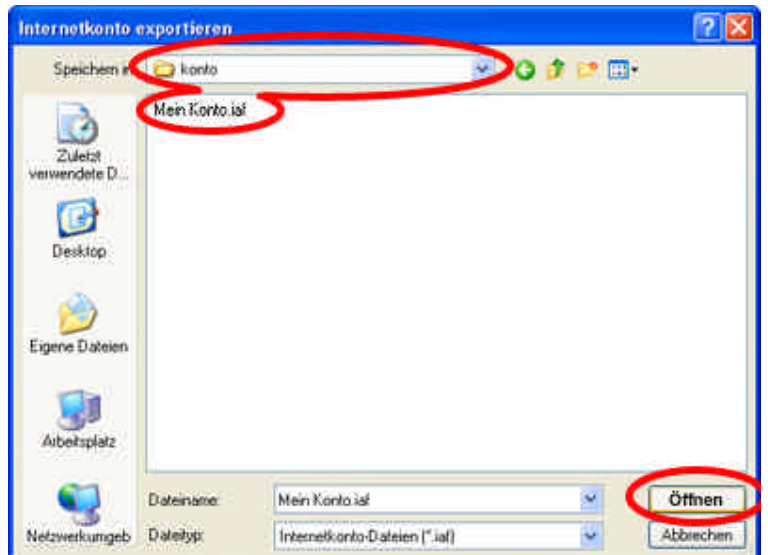 Internetkonto exportieren
Speichern in
konto
Mein Konto.iaf
Zuletzt
verwendete D...
Desktop
Eigene Dateien
Arbeitsplatz
Netzwerkumgeb
Dateiname:
Mein Konto.iaf
Öffnen
Dateityp:
Internetkonto-Dateien (*.iaf)
Abbrechen